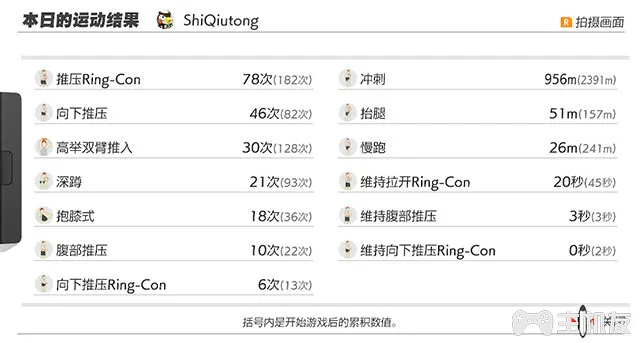 本日的运动结果 ShiQiutong R 拍摄画面
推压Ring-Con 78次(182次)
向下推压 46次(82次)
高举双臂推入 30次(128次)
深蹲 21次(93次)
抱膝式 18次(36次)
腹部推压 10次(22次)
向下推压Ring-Con 6次(13次)
冲刺 956m(2391m)
抬腿 51m(157m)
慢跑 26m(241m)
维持拉开Ring-Con 20秒(45秒)
维持腹部推压 3秒(3秒)
维持向下推压Ring-Con 0秒(2秒)
括号内是开始游戏后的累积数值。
主机饭